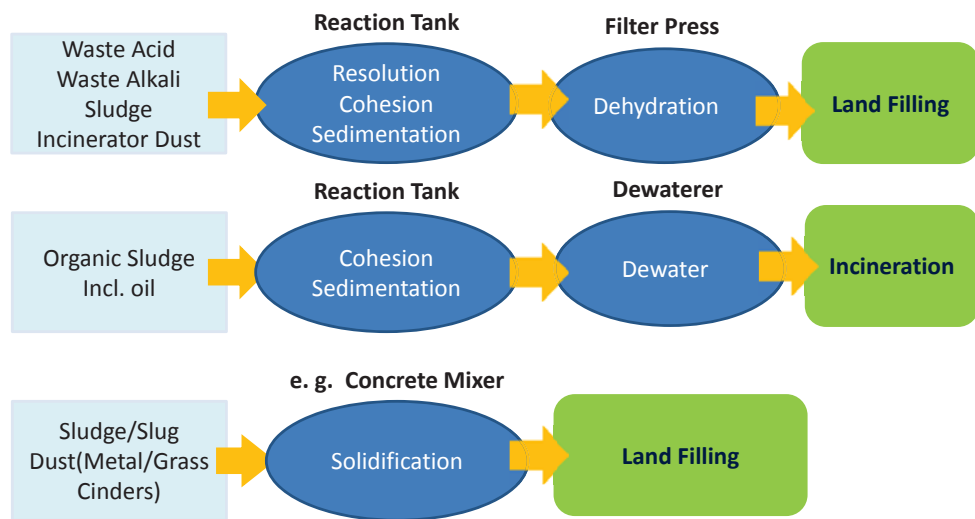 Reaction Tank
Filter Press
Waste Acid
Waste Alkali
Sludge
Incinerator Dust
Resolution
Cohesion
Sedimentation
Dehydration
Land Filling
Reaction Tank
Dewaterer
Organic Sludge
Incl. oil
Cohesion
Sedimentation
Dewater
Incineration
e. g.  Concrete Mixer
Sludge/Slug
Dust(Metal/Grass
Cinders)
Solidification
Land Filling